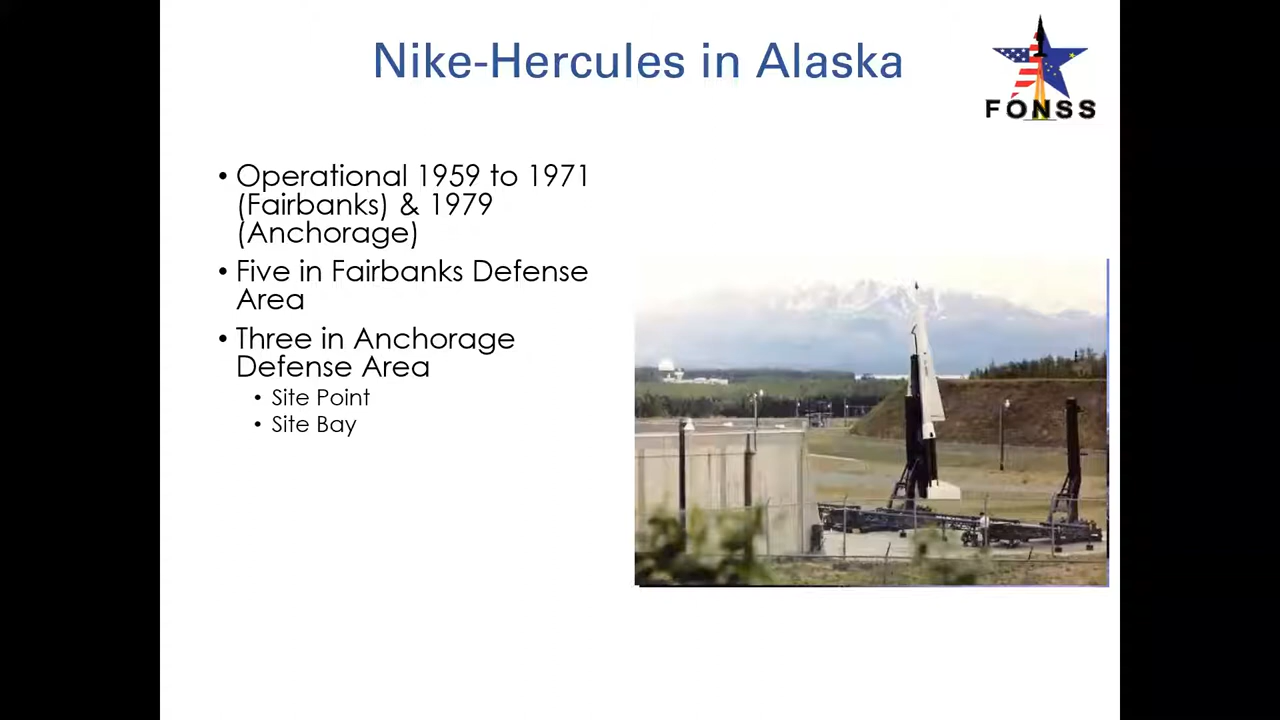 Nike-Hercules in Alaska
FONSS
• Operational 1959 to 1971
(Fairbanks) & 1979
(Anchorage)
• Five in Fairbanks Defense
Area
• Three in Anchorage
Defense Area
• Site Point
• Site Bay